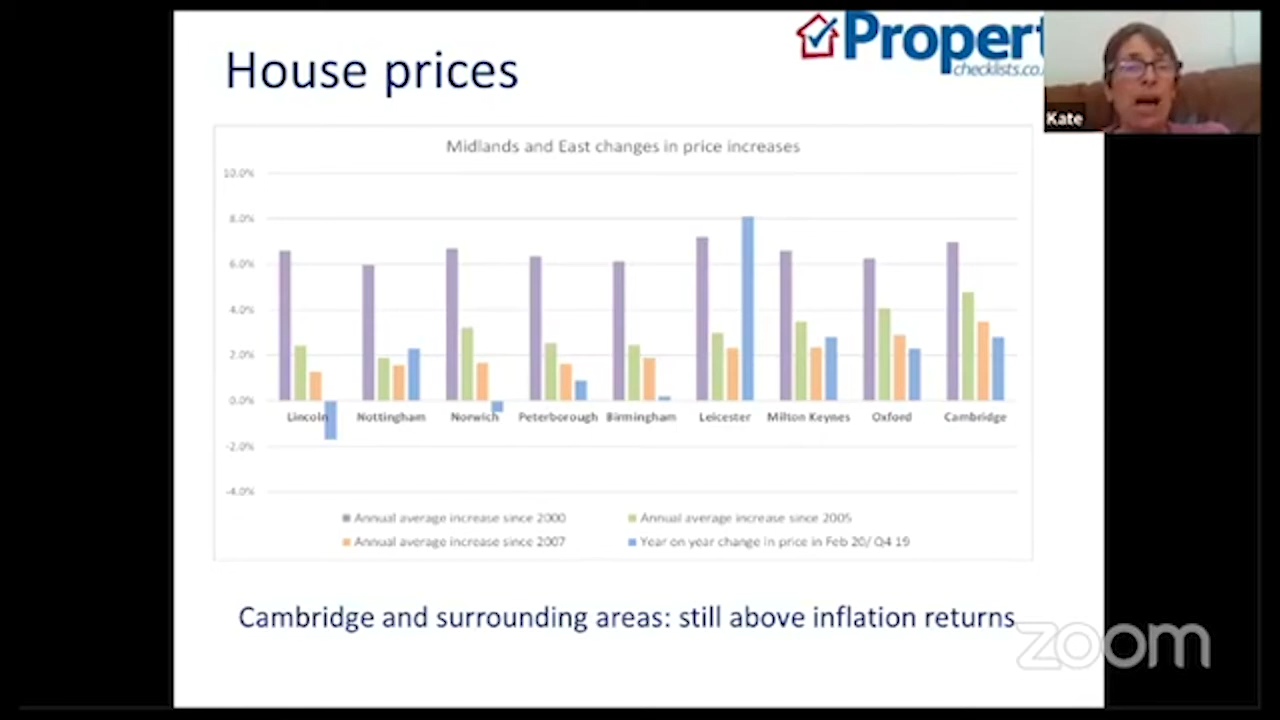 House prices
Propert
checklists.co.
Kate
Midlands and East changes in price increases
10.0%
8.0%
6.0%
4.0%
2.0%
0.0%
-2.0%
-4.0%
Lincoln Nottingham Norwich Peterborough Birmingham Leicester Milton Keynes Oxford Cambridge
Annual average increase since 2000 Annual average increase since 2005
Annual average increase since 2007 Year on year change in price in Feb 20/ Q4 19
Cambridge and surrounding areas: still above inflation returns
zoom